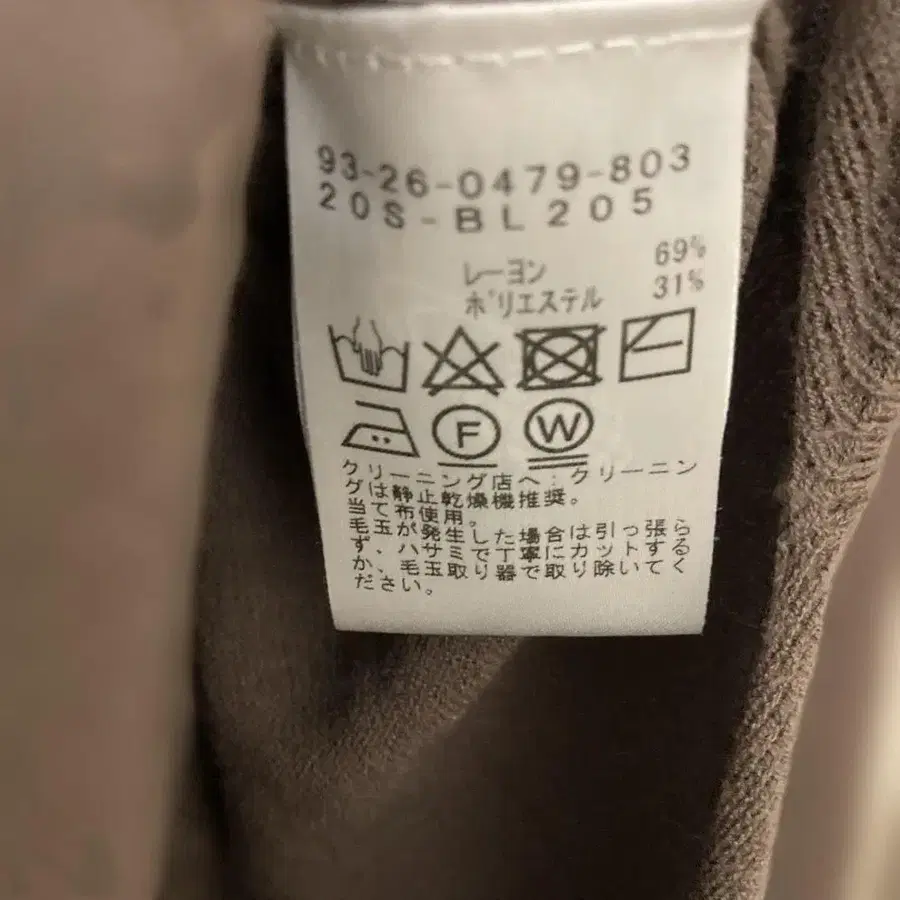 93-26-0479-803
20S-BL205
レーヨン 69%
ポリエステル 31%
F W
クリーニング店へ:クリーニン
グは静止乾燥機推奨。
当て布使用。
毛玉が発生した場合は引っ張ら
ず、ハサミで丁寧にカットする
か、毛玉取り器で取り除いてく
ださい。